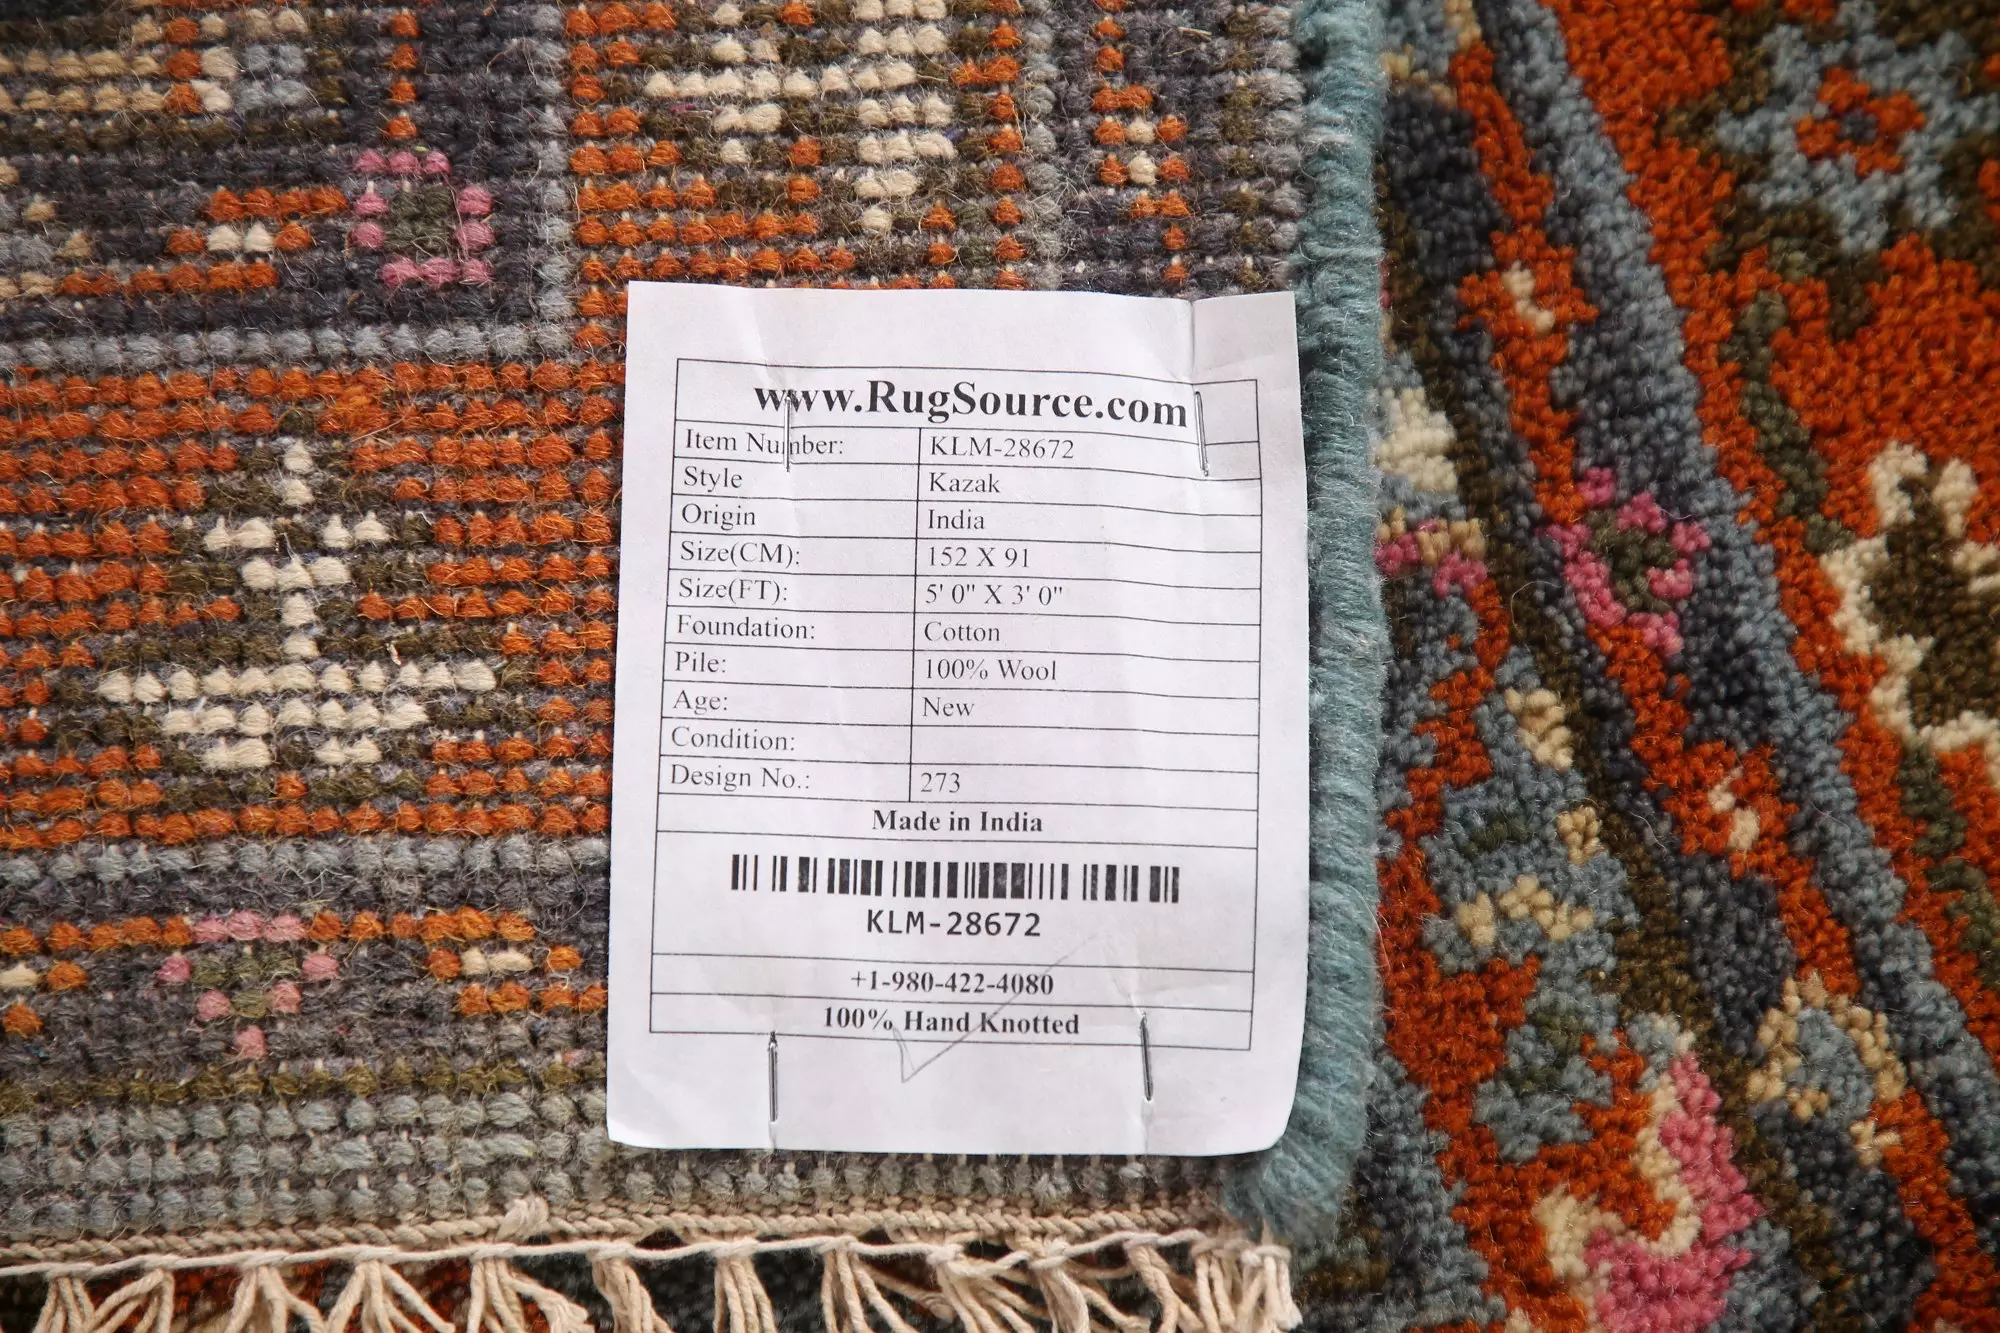 www.RugSource.com
Item Number: KLM-28672
Style Kazak
Origin India
Size(CM): 152 X 91
Size(FT): 5' 0" X 3' 0"
Foundation: Cotton
Pile: 100% Wool
Age: New
Condition:
Design No.: 273
Made in India
KLM-28672
+1-980-422-4080
100% Hand Knotted